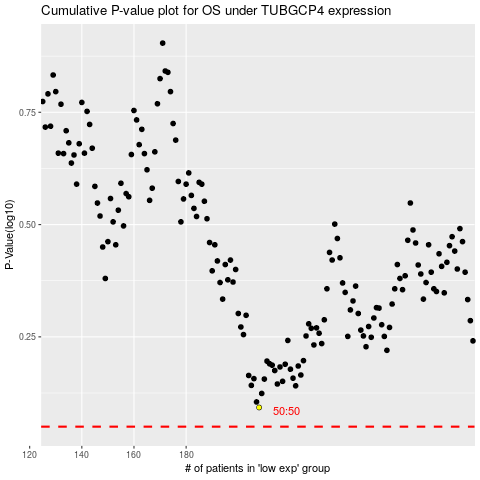 Cumulative P-value plot for OS under TUBGCP4 expression
P-Value(log10)
0.75
0.50
0.25
50:50
120 140 160 180
# of patients in 'low exp' group